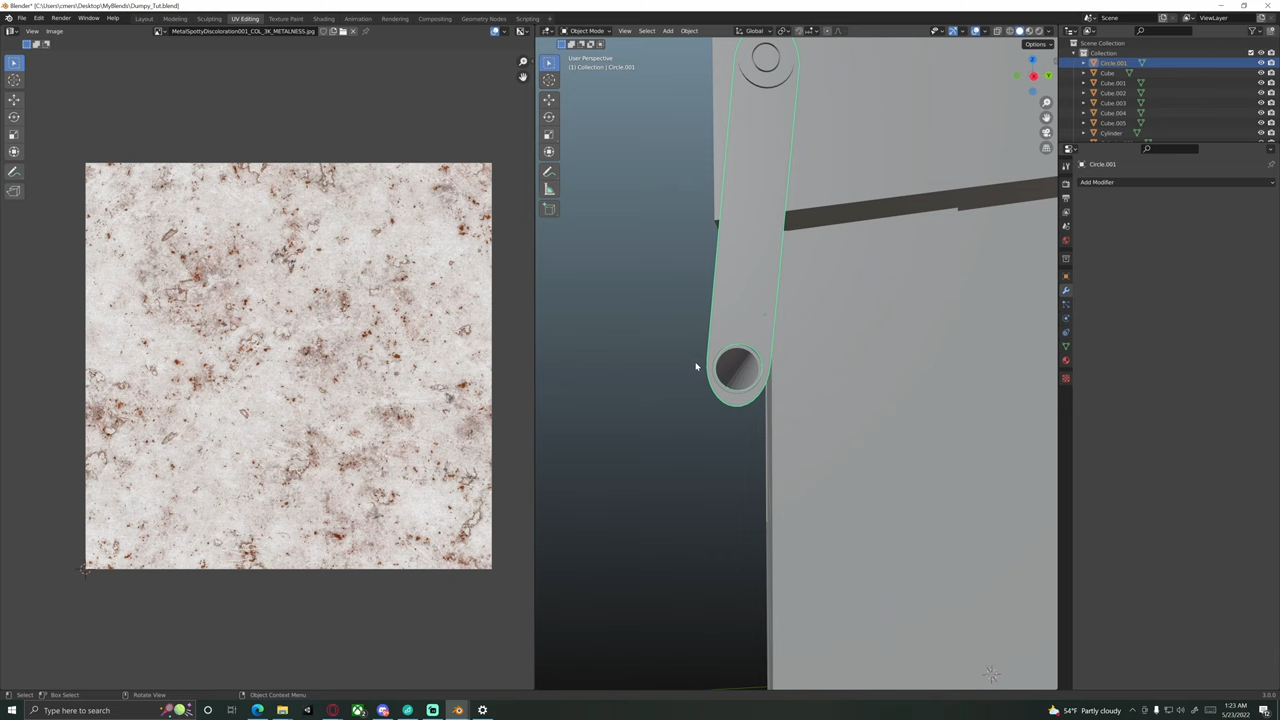 Blender* [C:\Users\cmers\Desktop\MyBlends\Dumpy_Tut.blend]
File Edit Render Window Help Layout Modeling Sculpting UV Editing Texture Paint Shading Animation Rendering Compositing Geometry Nodes Scripting Scene ViewLayer
View Image MetalSpottyDiscoloration001_COL_3K_METALNESS.jpg Object Mode View Select Add Object Global
Options
Scene Collection
Collection
Circle.001
Cube
Cube.001
Cube.002
Cube.003
Cube.004
Cube.005
Cylinder
User Perspective
(1) Collection | Circle.001
Z
Y
X
Circle.001
Add Modifier
Select Box Select Rotate View Object Context Menu 3.0.0
Type here to search 54°F Partly cloudy 1:23 AM
5/23/2022